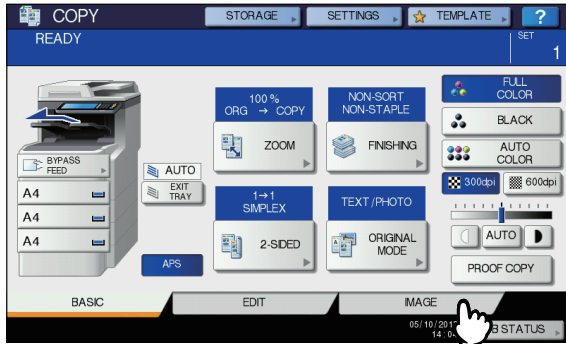 COPY
STORAGE
SETTINGS
TEMPLATE
?
READY
SET
1
100 %
ORG → COPY
ZOOM
NON-SORT
NON-STAPLE
FINISHING
FULL
COLOR
BLACK
AUTO
COLOR
300dpi
600dpi
BYPASS
FEED
A4
A4
A4
AUTO
EXIT
TRAY
APS
1→1
SIMPLEX
2-SIDED
TEXT/PHOTO
ORIGINAL
MODE
AUTO
PROOF COPY
BASIC
EDIT
IMAGE
05/10/201
14:0
B STATUS